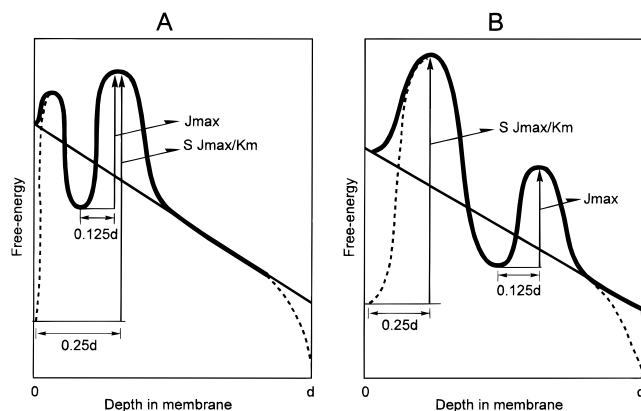 A
B
Free-energy
Jmax
S Jmax/Km
0.125d
0.25d
0
d
Depth in membrane
Free-energy
S Jmax/Km
Jmax
0.125d
0.25d
0
d
Depth in membrane